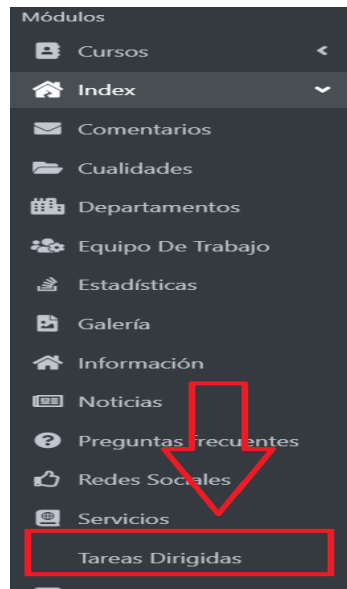 Módulos
Cursos
Index
Comentarios
Cualidades
Departamentos
Equipo De Trabajo
Estadísticas
Galería
Información
Noticias
Preguntas frecuentes
Redes Sociales
Servicios
Tareas Dirigidas